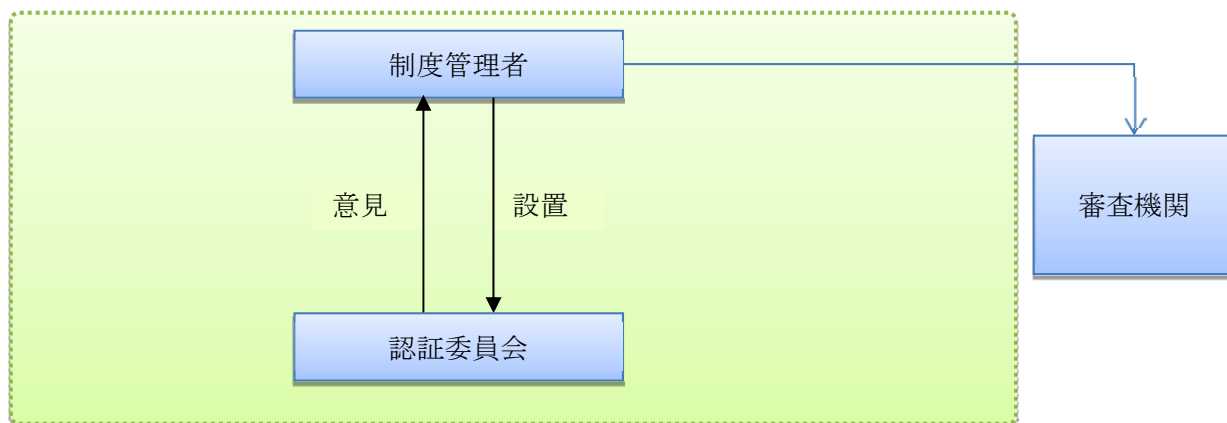 制度管理者
意見
設置
審査機関
認証委員会